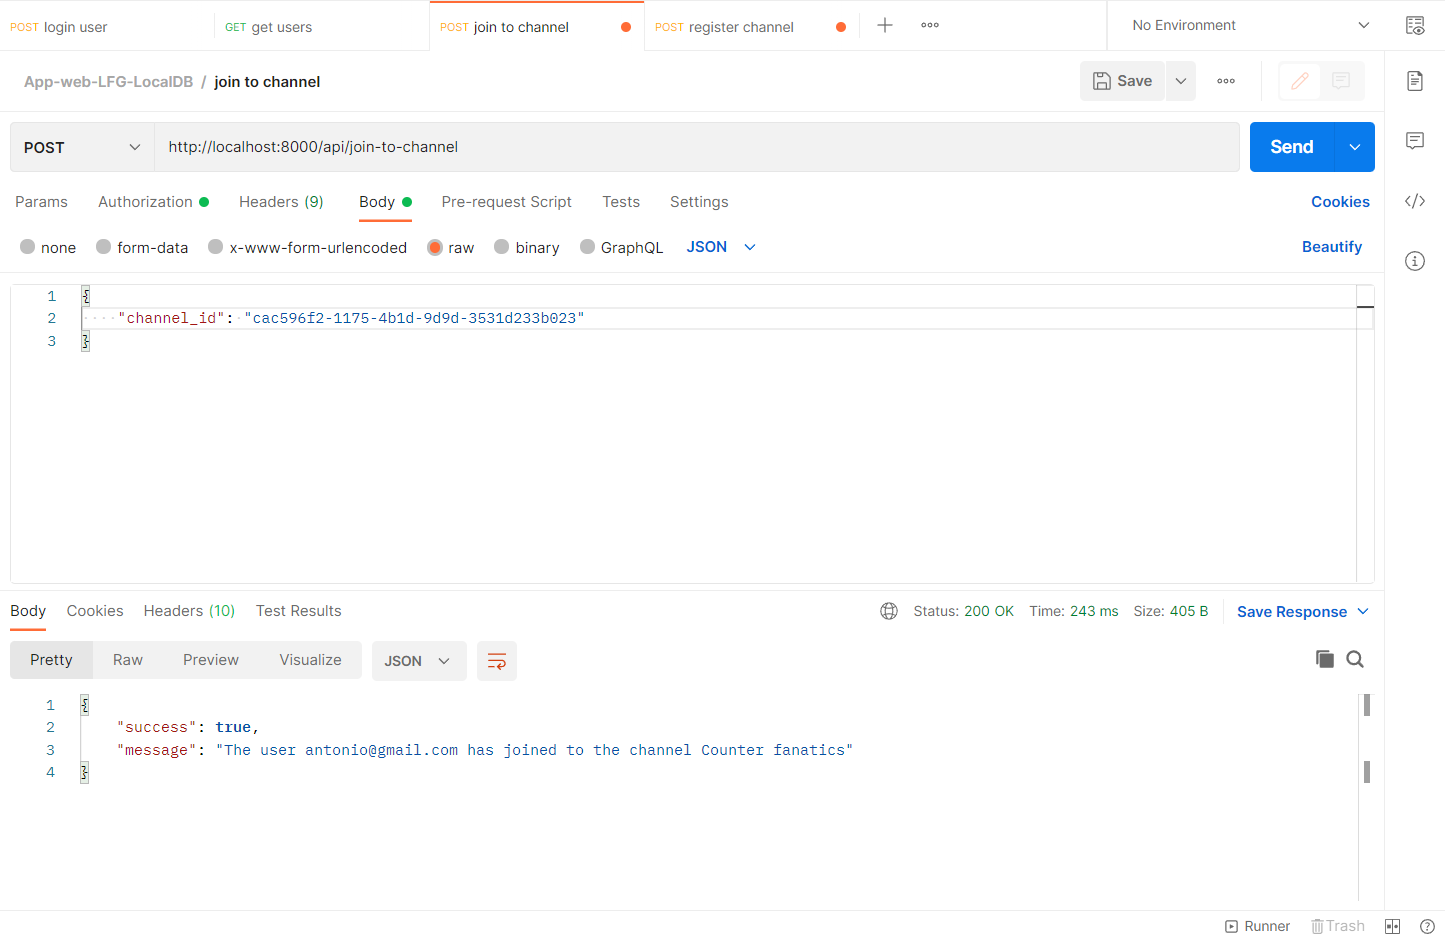 POST login user
GET get users
POST join to channel
POST register channel
No Environment
App-web-LFG-LocalDB / join to channel
Save
POST
http://localhost:8000/api/join-to-channel
Send
Params
Authorization
Headers (9)
Body
Pre-request Script
Tests
Settings
Cookies
none
form-data
x-www-form-urlencoded
raw
binary
GraphQL
JSON
Beautify
1 {
2 ····"channel_id":·"cac596f2-1175-4b1d-9d9d-3531d233b023"
3 }
Body
Cookies
Headers (10)
Test Results
Status: 200 OK
Time: 243 ms
Size: 405 B
Save Response
Pretty
Raw
Preview
Visualize
JSON
1 {
2 "success": true,
3 "message": "The user antonio@gmail.com has joined to the channel Counter fanatics"
4 }
Runner
Trash